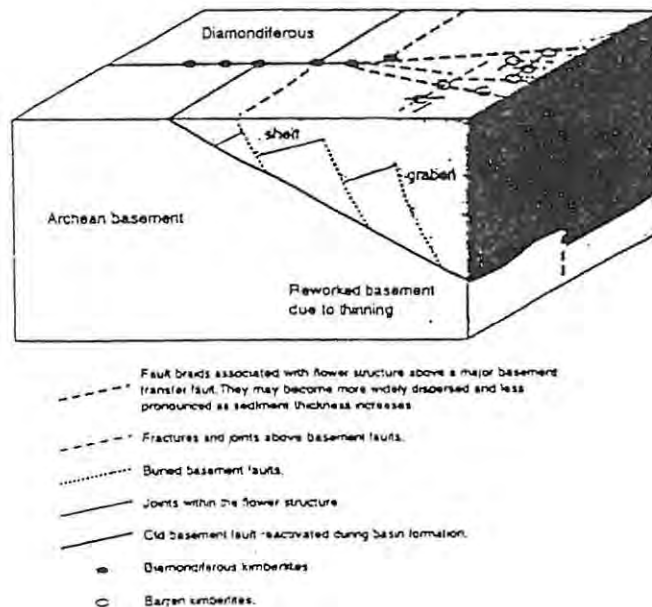 Diamondiferous
shelf
graben
Archean basement
Reworked basement
due to thinning
Fault braids associated with flower structure above a major basement
transfer fault. They may become more widely dispersed and less
pronounced as sediment thickness increases
Fractures and joints above basement faults.
Buried basement faults.
Joints within the flower structure
Old basement fault reactivated during basin formation.
Diamondiferous kimberlites
Barren kimberlites.